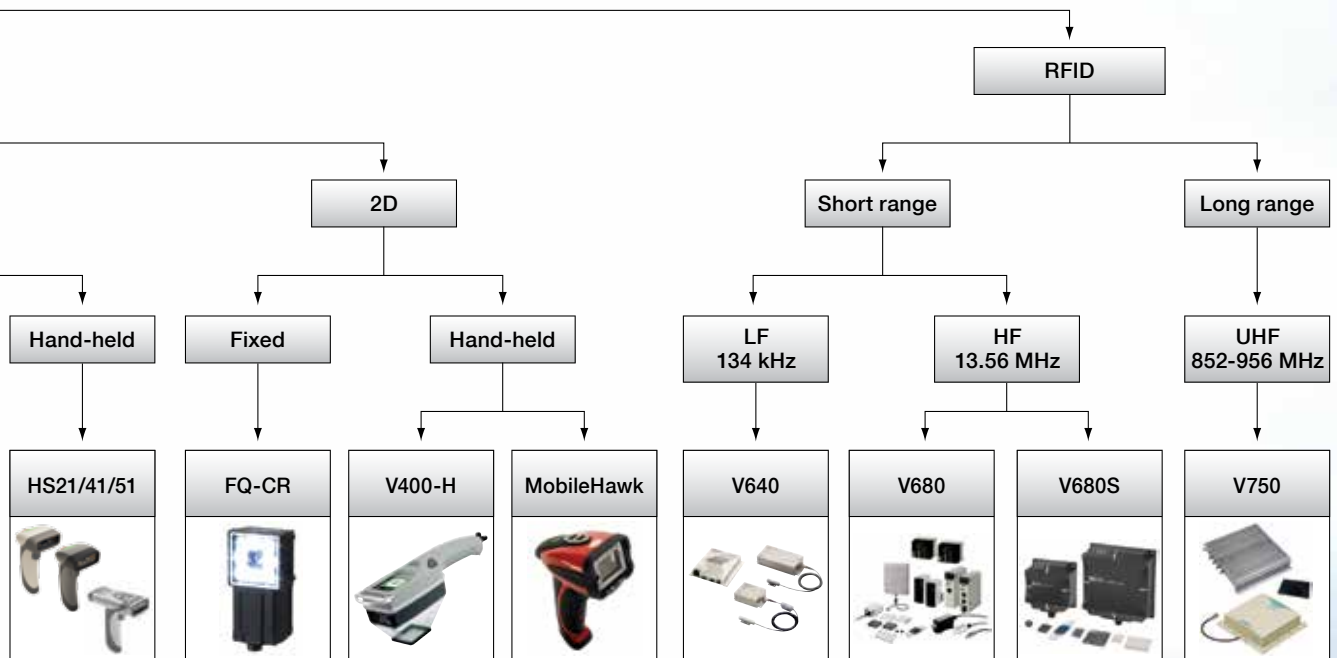 RFID
2D
Short range
Long range
Hand-held
Fixed
Hand-held
LF
134 kHz
HF
13.56 MHz
UHF
852-956 MHz
HS21/41/51
FQ-CR
V400-H
MobileHawk
V640
V680
V680S
V750